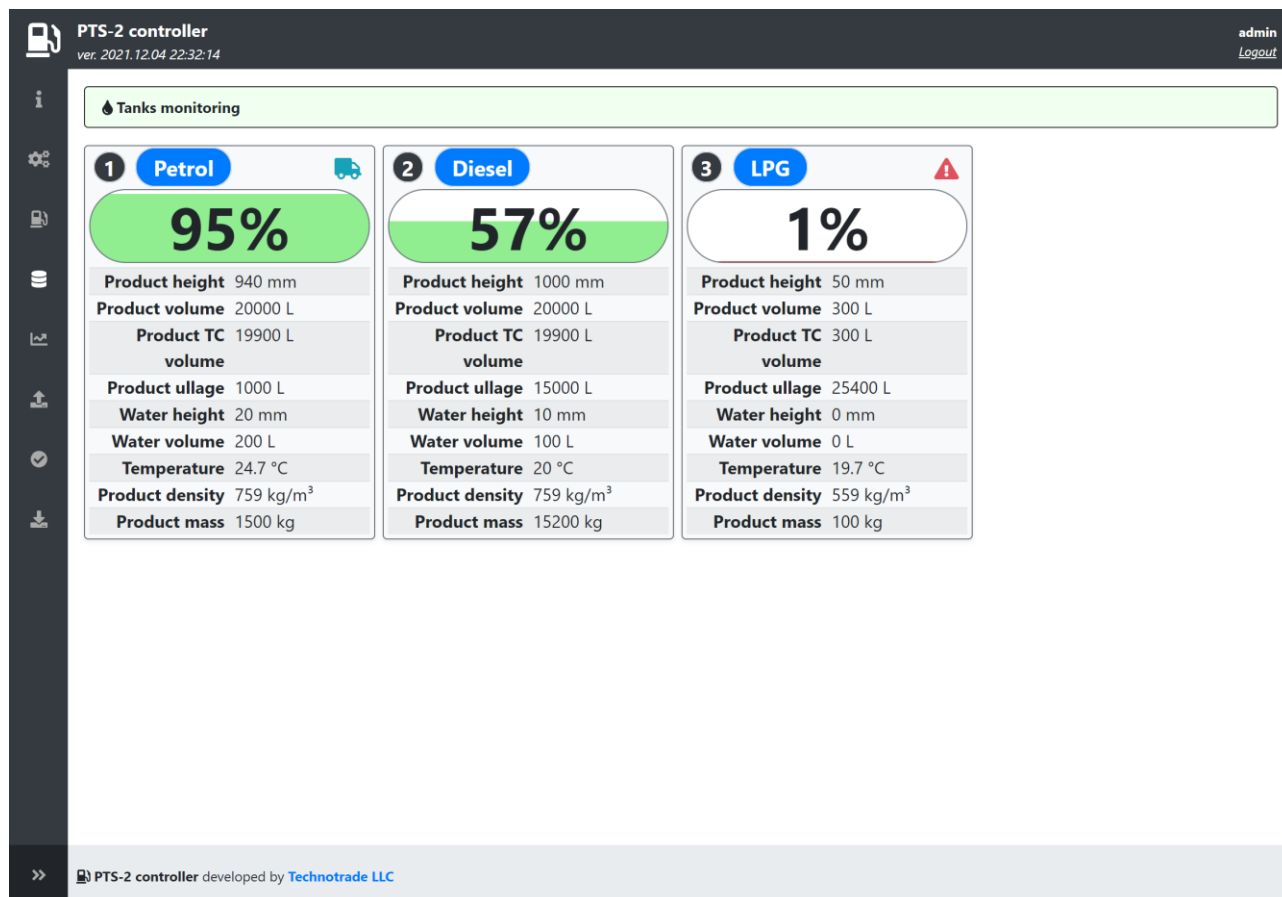 PTS-2 controller
ver. 2021.12.04 22:32:14
admin
Logout
Tanks monitoring
1 Petrol
95%
Product height 940 mm
Product volume 20000 L
Product TC 19900 L
volume
Product ullage 1000 L
Water height 20 mm
Water volume 200 L
Temperature 24.7 °C
Product density 759 kg/m³
Product mass 1500 kg
2 Diesel
57%
Product height 1000 mm
Product volume 20000 L
Product TC 19900 L
volume
Product ullage 15000 L
Water height 10 mm
Water volume 100 L
Temperature 20 °C
Product density 759 kg/m³
Product mass 15200 kg
3 LPG
1%
Product height 50 mm
Product volume 300 L
Product TC 300 L
volume
Product ullage 25400 L
Water height 0 mm
Water volume 0 L
Temperature 19.7 °C
Product density 559 kg/m³
Product mass 100 kg
PTS-2 controller developed by Technotrade LLC